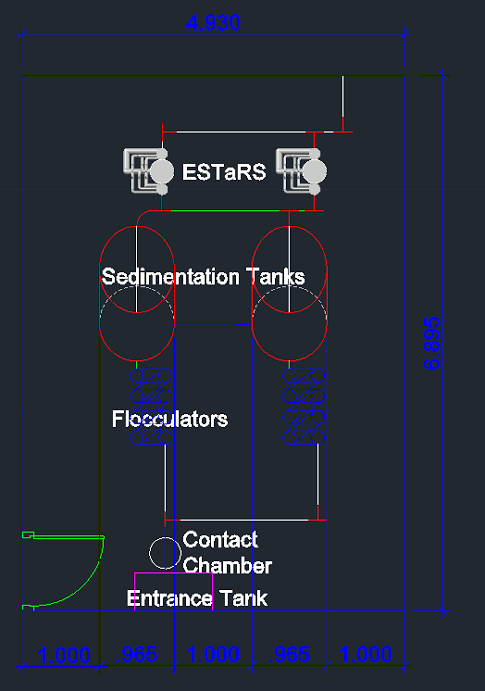 4.930
ESTaRS
Sedimentation Tanks
6.895
Flocculators
Contact
Chamber
Entrance Tank
1.000 .965 1.000 .965 1.000